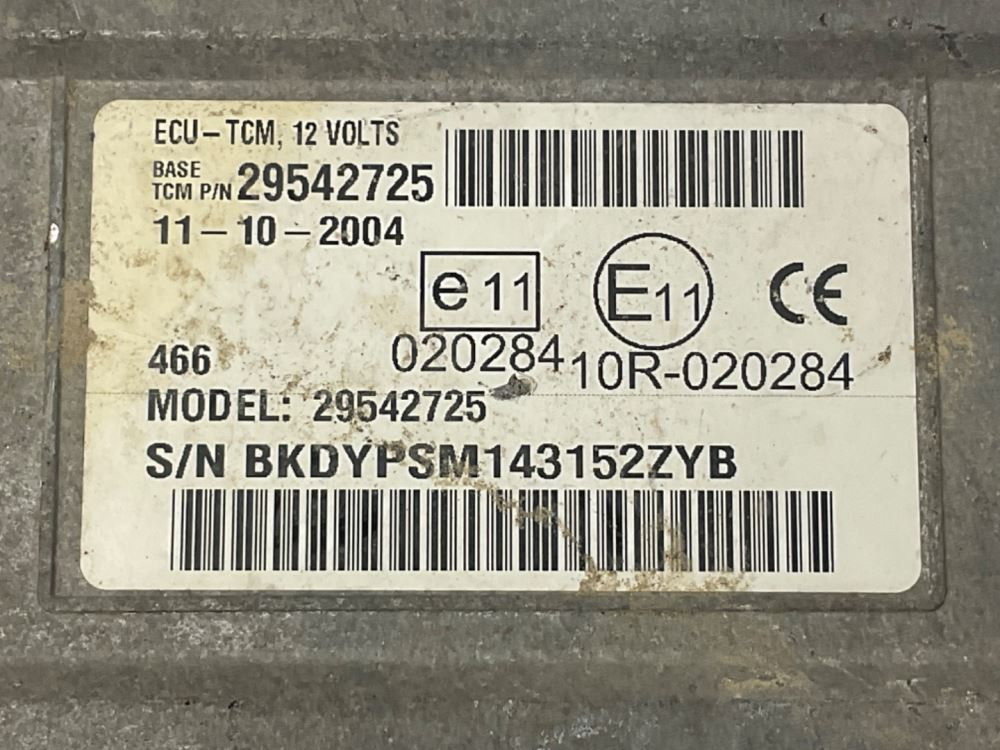 ECU-TCM, 12 VOLTS
BASE
TCM P/N 29542725
11-10-2004
e 11
E11
CE
020284
10R-020284
466
MODEL: 29542725
S/N BKDYPSM143152ZYB